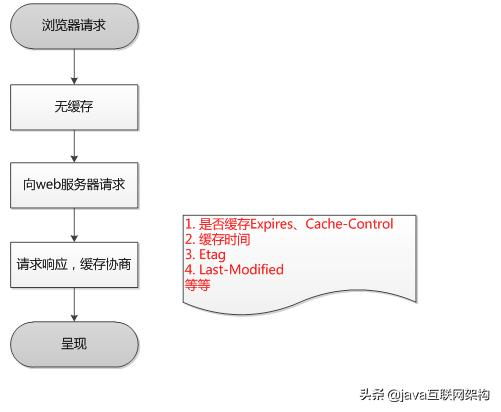 浏览器请求
无缓存
向web服务器请求
请求响应，缓存协商
呈现
1. 是否缓存Expires、Cache-Control
2. 缓存时间
3. Etag
4. Last-Modified
等等
头条 @java互联网架构